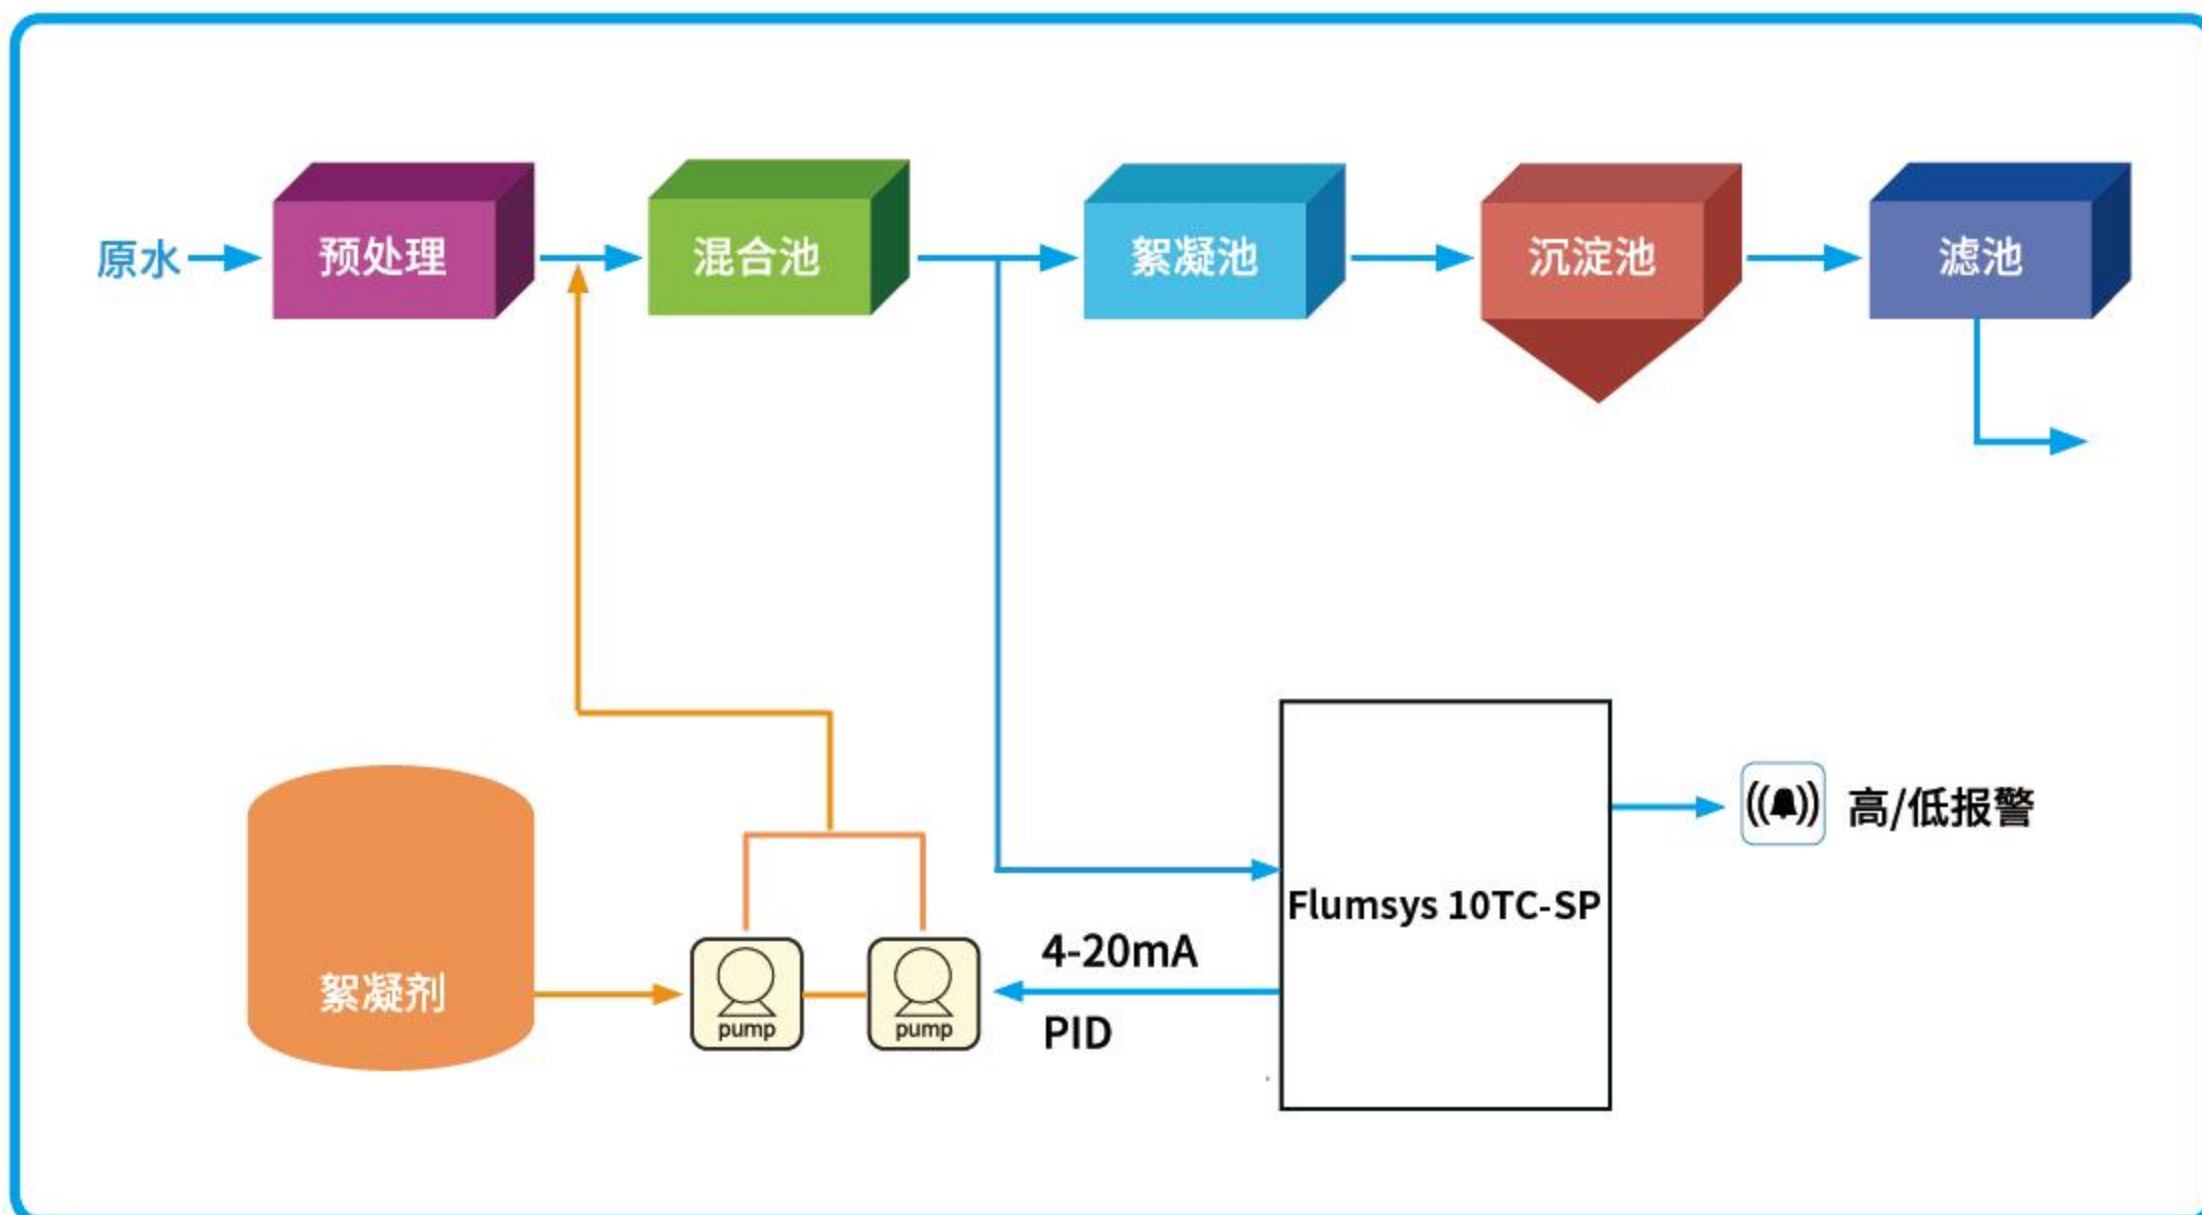 原水
预处理
混合池
絮凝池
沉淀池
滤池
高/低报警
Flumsys 10TC-SP
4-20mA
PID
絮凝剂
pump
pump